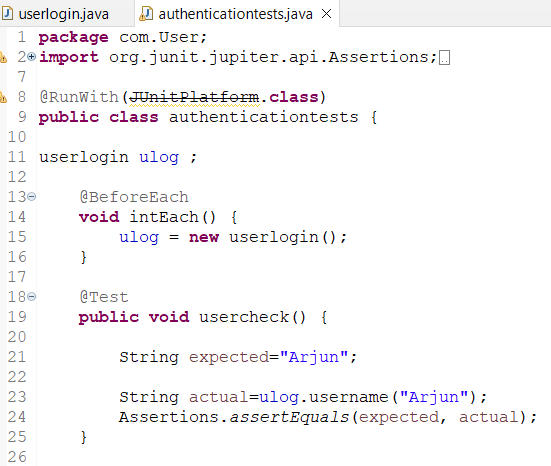 userlogin.java authenticationtests.java
1 package com.User;
2 import org.junit.jupiter.api.Assertions;
7
8 @RunWith(JUnitPlatform.class)
9 public class authenticationtests {
10
11 userlogin ulog ;
12
13 @BeforeEach
14 void intEach() {
15 ulog = new userlogin();
16 }
17
18 @Test
19 public void usercheck() {
20
21 String expected="Arjun";
22
23 String actual=ulog.username("Arjun");
24 Assertions.assertEquals(expected, actual);
25 }
26